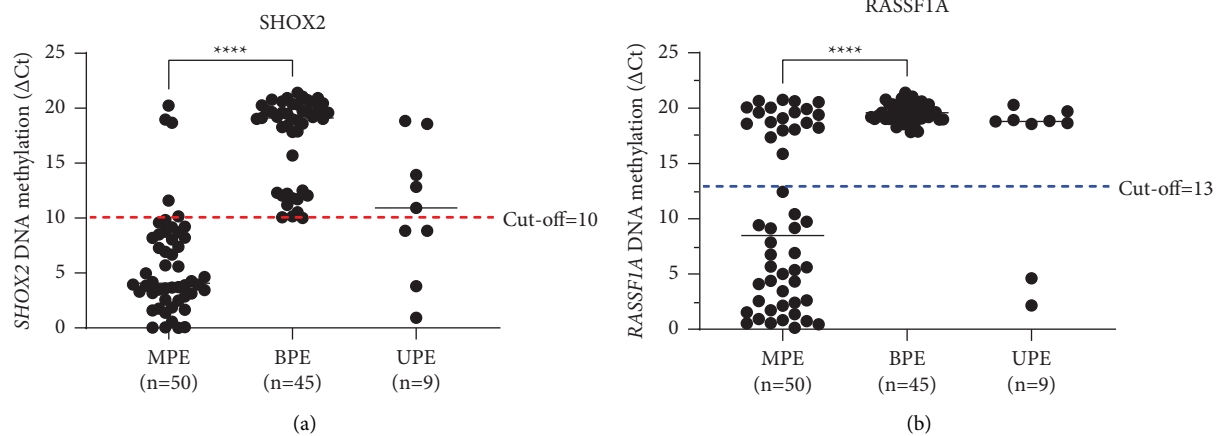 SHOX2
SHOX2 DNA methylation (ΔCt)
25
20
15
10
5
0
****
Cut-off=10
MPE
(n=50)
BPE
(n=45)
UPE
(n=9)
(a)
RASSF1A
RASSF1A DNA methylation (ΔCt)
25
20
15
10
5
0
****
Cut-off=13
MPE
(n=50)
BPE
(n=45)
UPE
(n=9)
(b)